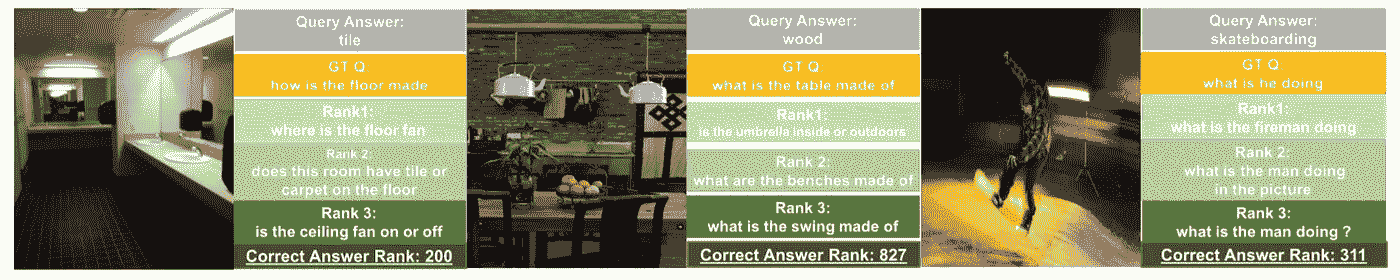 Query Answer:
tile
GT Q
how is the floor made
Rank1:
where is the floor fan
Rank 2
does this room have tile or
carpet on the floor
Rank 3:
is the ceiling fan on or off
Correct Answer Rank: 200
Query Answer:
wood
GT Q
what is the table made of
Rank1:
is the umbrella inside or outdoors
Rank 2:
what are the benches made of
Rank 3:
what is the swing made of
Correct Answer Rank: 827
Query Answer:
skateboarding
GT Q
what is he doing
Rank1:
what is the fireman doing
Rank 2:
what is the man doing
in the picture
Rank 3:
what is the man doing ?
Correct Answer Rank: 311